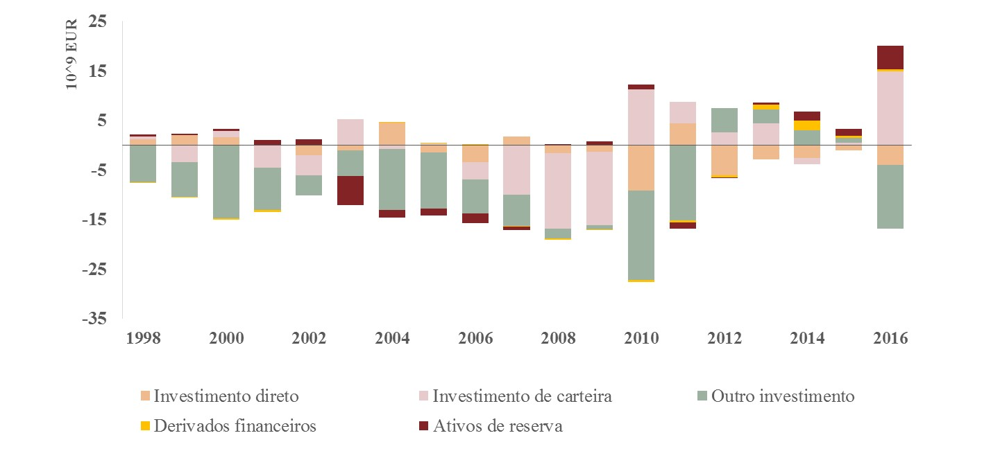 10^9 EUR
25
15
5
-5
-15
-25
-35
1998 2000 2002 2004 2006 2008 2010 2012 2014 2016
Investimento direto Investimento de carteira Outro investimento
Derivados financeiros Ativos de reserva